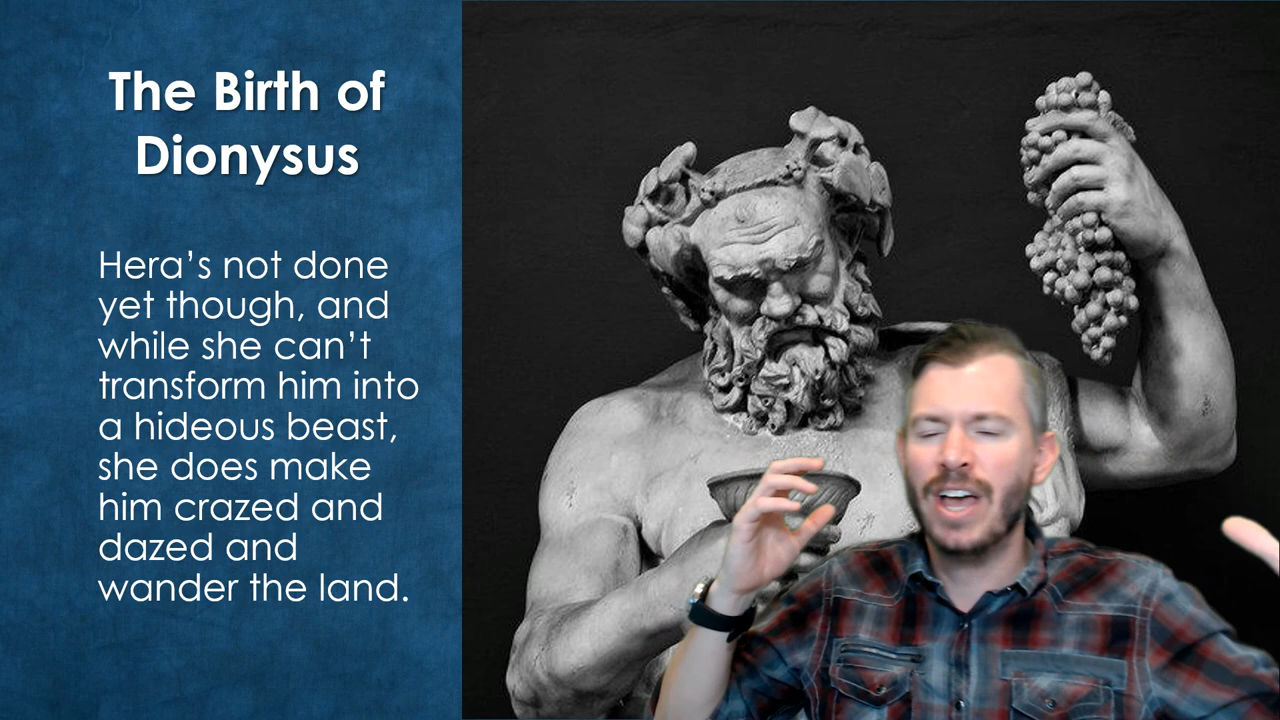 The Birth of
Dionysus
Hera’s not done
yet though, and
while she can’t
transform him into
a hideous beast,
she does make
him crazed and
dazed and
wander the land.